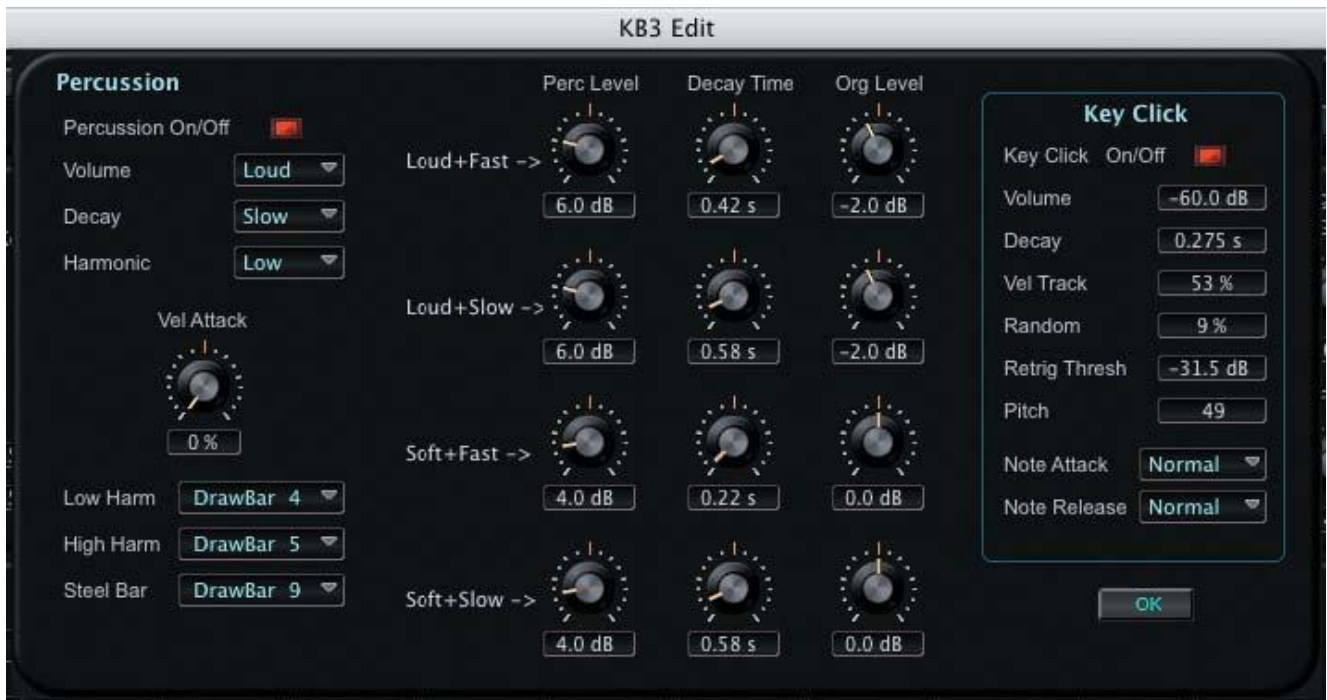 KB3 Edit
Percussion
Percussion On/Off
Volume Loud
Decay Slow
Harmonic Low
Vel Attack
0 %
Low Harm DrawBar 4
High Harm DrawBar 5
Steel Bar DrawBar 9
Perc Level Decay Time Org Level
Loud+Fast ->
6.0 dB 0.42 s -2.0 dB
Loud+Slow ->
6.0 dB 0.58 s -2.0 dB
Soft+Fast ->
4.0 dB 0.22 s 0.0 dB
Soft+Slow ->
4.0 dB 0.58 s 0.0 dB
Key Click
Key Click On/Off
Volume -60.0 dB
Decay 0.275 s
Vel Track 53 %
Random 9 %
Retrig Thresh -31.5 dB
Pitch 49
Note Attack Normal
Note Release Normal
OK